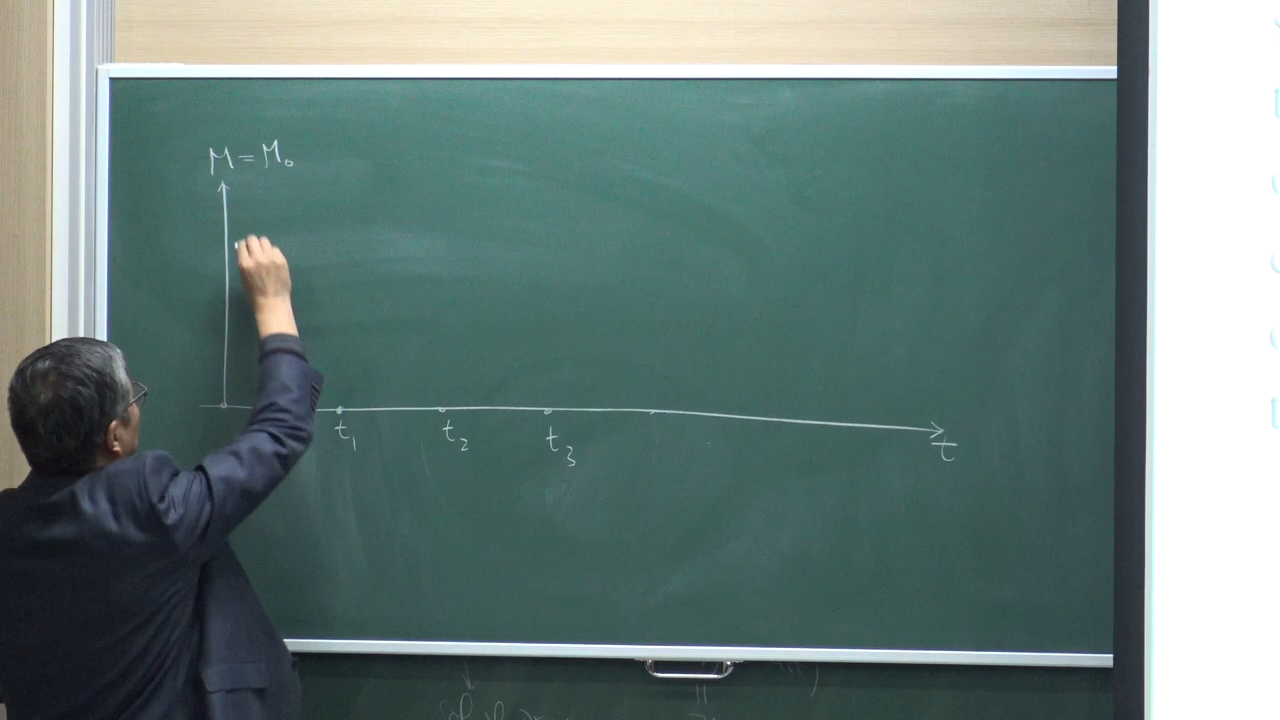 M = M₀
t₁ t₂ t₃ t